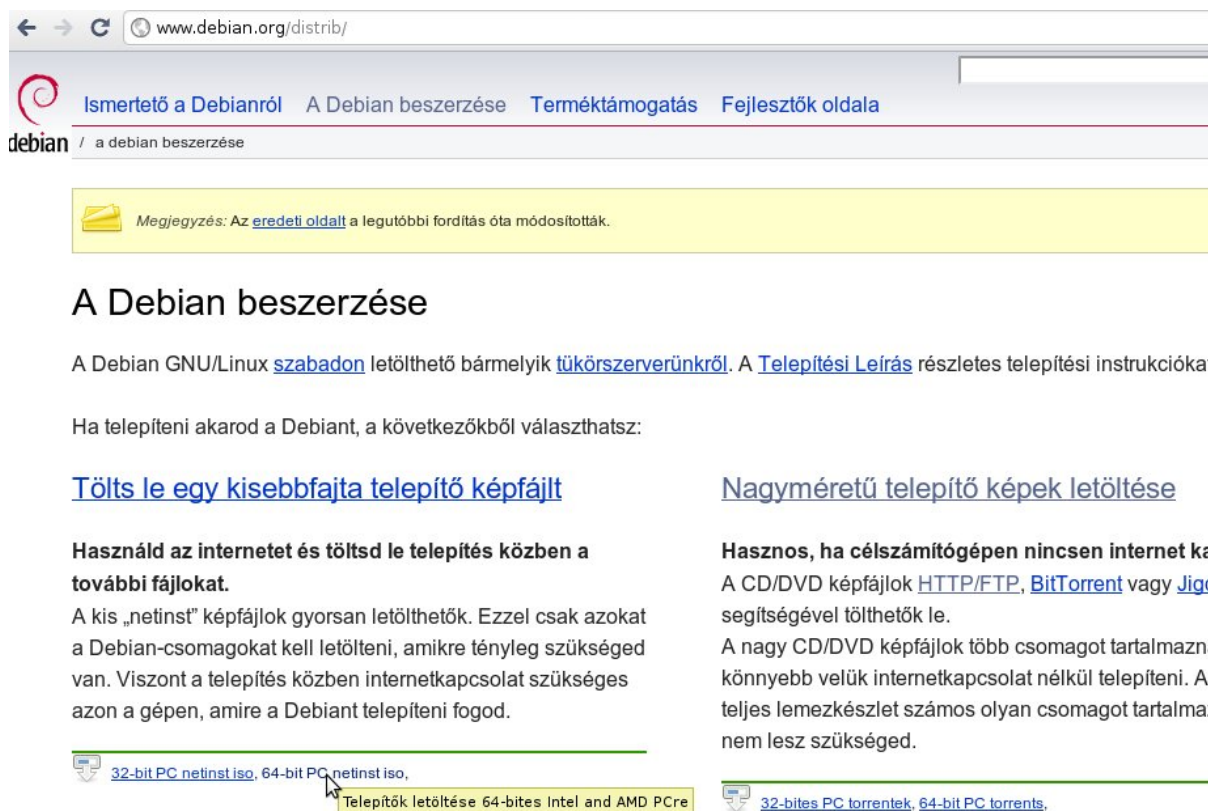 www.debian.org/distrib/
Ismertető a Debianról A Debian beszerzése Terméktámogatás Fejlesztők oldala
debian / a debian beszerzése
Megjegyzés: Az eredeti oldalt a legutóbbi fordítás óta módosították.
A Debian beszerzése
A Debian GNU/Linux szabadon letölthető bármelyik tükörszerverünkről. A Telepítési Leírás részletes telepítési
Ha telepíteni akarod a Debiant, a következőkből választhatsz:
Tölts le egy kisebbfajta telepítő képfájlt
Használd az internetet és töltsd le telepítés közben a
további fájlokat.
A kis „netinst” képfájlok gyorsan letölthetők. Ezzel csak azokat
a Debian-csomagokat kell letölteni, amikre tényleg szükséged
van. Viszont a telepítés közben internetkapcsolat szükséges
azon a gépen, amire a Debiant telepíteni fogod.
32-bit PC netinst iso, 64-bit PC netinst iso,
Telepítők letöltése 64-bites Intel and AMD PCre
Nagyméretű telepítő képek letöltése
Hasznos, ha célszámítógépen nincsen internet
A CD/DVD képfájlok HTTP/FTP, BitTorrent vagy
segítségével tölthetők le.
A nagy CD/DVD képfájlok több csomagot
könnyebb velük internetkapcsolat nélkül telepíteni. A
teljes lemezkészlet számos olyan csomagot
nem lesz szükséged.
32-bites PC torrentek, 64-bit PC torrents,